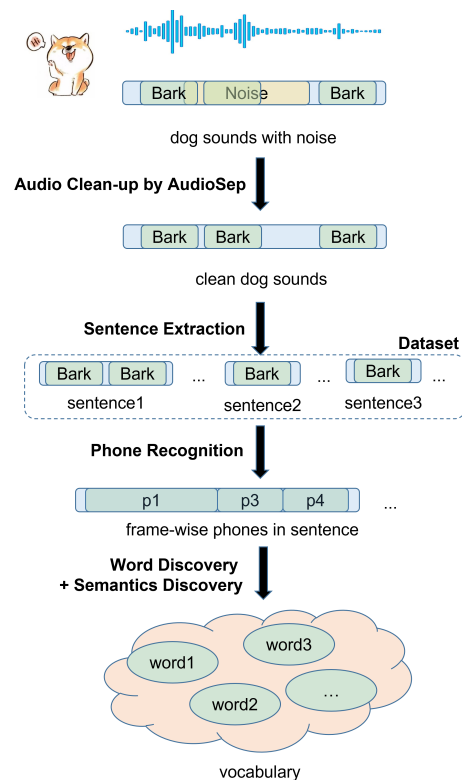 Bark Noise Bark
dog sounds with noise
Audio Clean-up by AudioSep
Bark Bark Bark
clean dog sounds
Sentence Extraction
Dataset
Bark Bark ... Bark ... Bark ...
sentence1 sentence2 sentence3
Phone Recognition
p1 p3 p4 ...
frame-wise phones in sentence
Word Discovery
+ Semantics Discovery
word3
word1
word2 ...
vocabulary